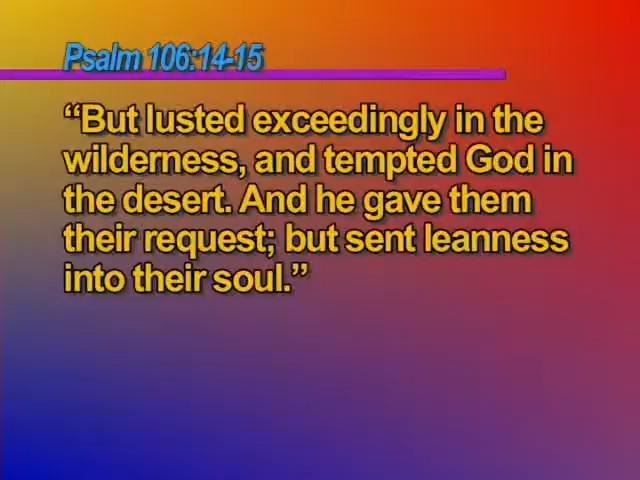 Psalm 106:14-15
“But lusted exceedingly in the
wilderness, and tempted God in
the desert. And he gave them
their request; but sent leanness
into their soul.”